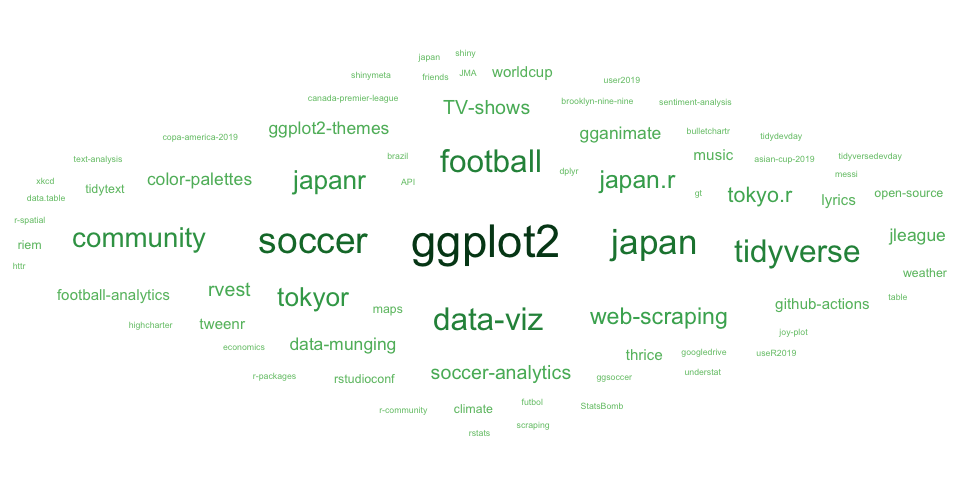 japan shiny
shinymeta friends JMA worldcup user2019
canada-premier-league TV-shows brooklyn-nine-nine sentiment-analysis
copa-america-2019 ggplot2-themes gganimate bulletchartr tidydevday
text-analysis brazil football dplyr music asian-cup-2019 tidyversedevday
xkcd tidytext color-palettes japanr API japan.r gt tokyo.r messi
data.table lyrics open-source
r-spatial
riem community soccer ggplot2 japan tidyverse jleague
httr weather
football-analytics rvest tokyor maps github-actions table
highcharter tweenr data-viz web-scraping joy-plot
economics data-munging thrice googledrive useR2019
r-packages rstudioconf soccer-analytics ggsoccer understat
r-community climate futbol StatsBomb
rstats scraping